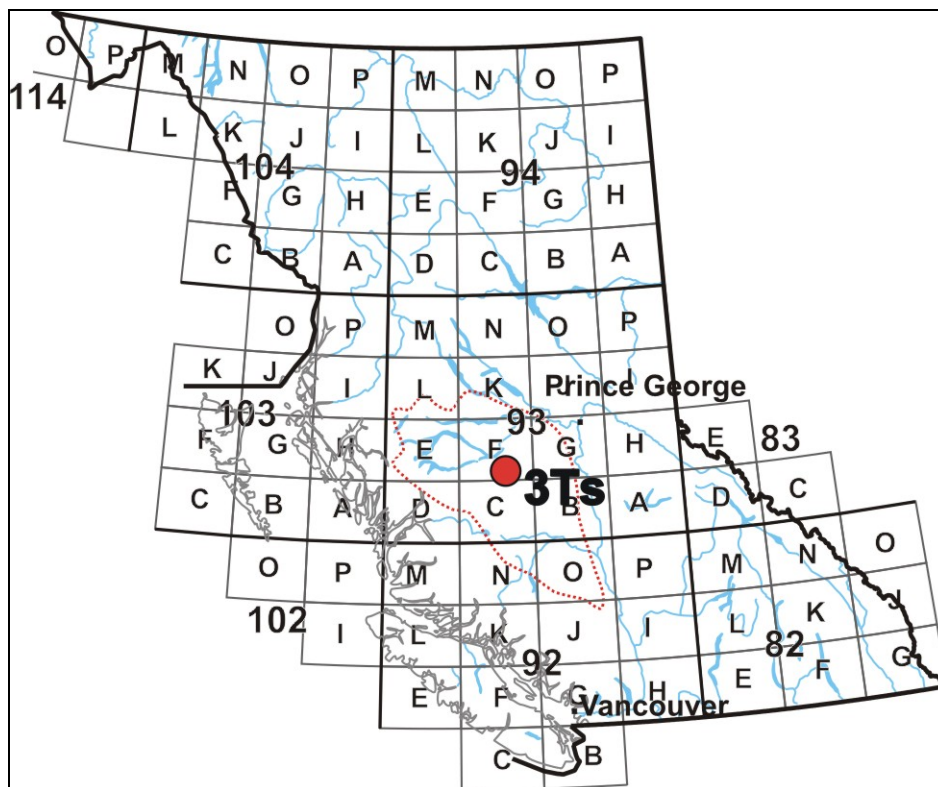 O P M N O P M N O P
114
L K J I L K J I
104 94
F G H E F G H
C B A D C B A
O P M N O P
K J I L K J I
Prince George
103 93 83
F G H E F G H E
3Ts
C B A D C B A D C
O P M N O P M N O
102
I L K J I L K J
92 82
E F G H E F G
Vancouver
C B